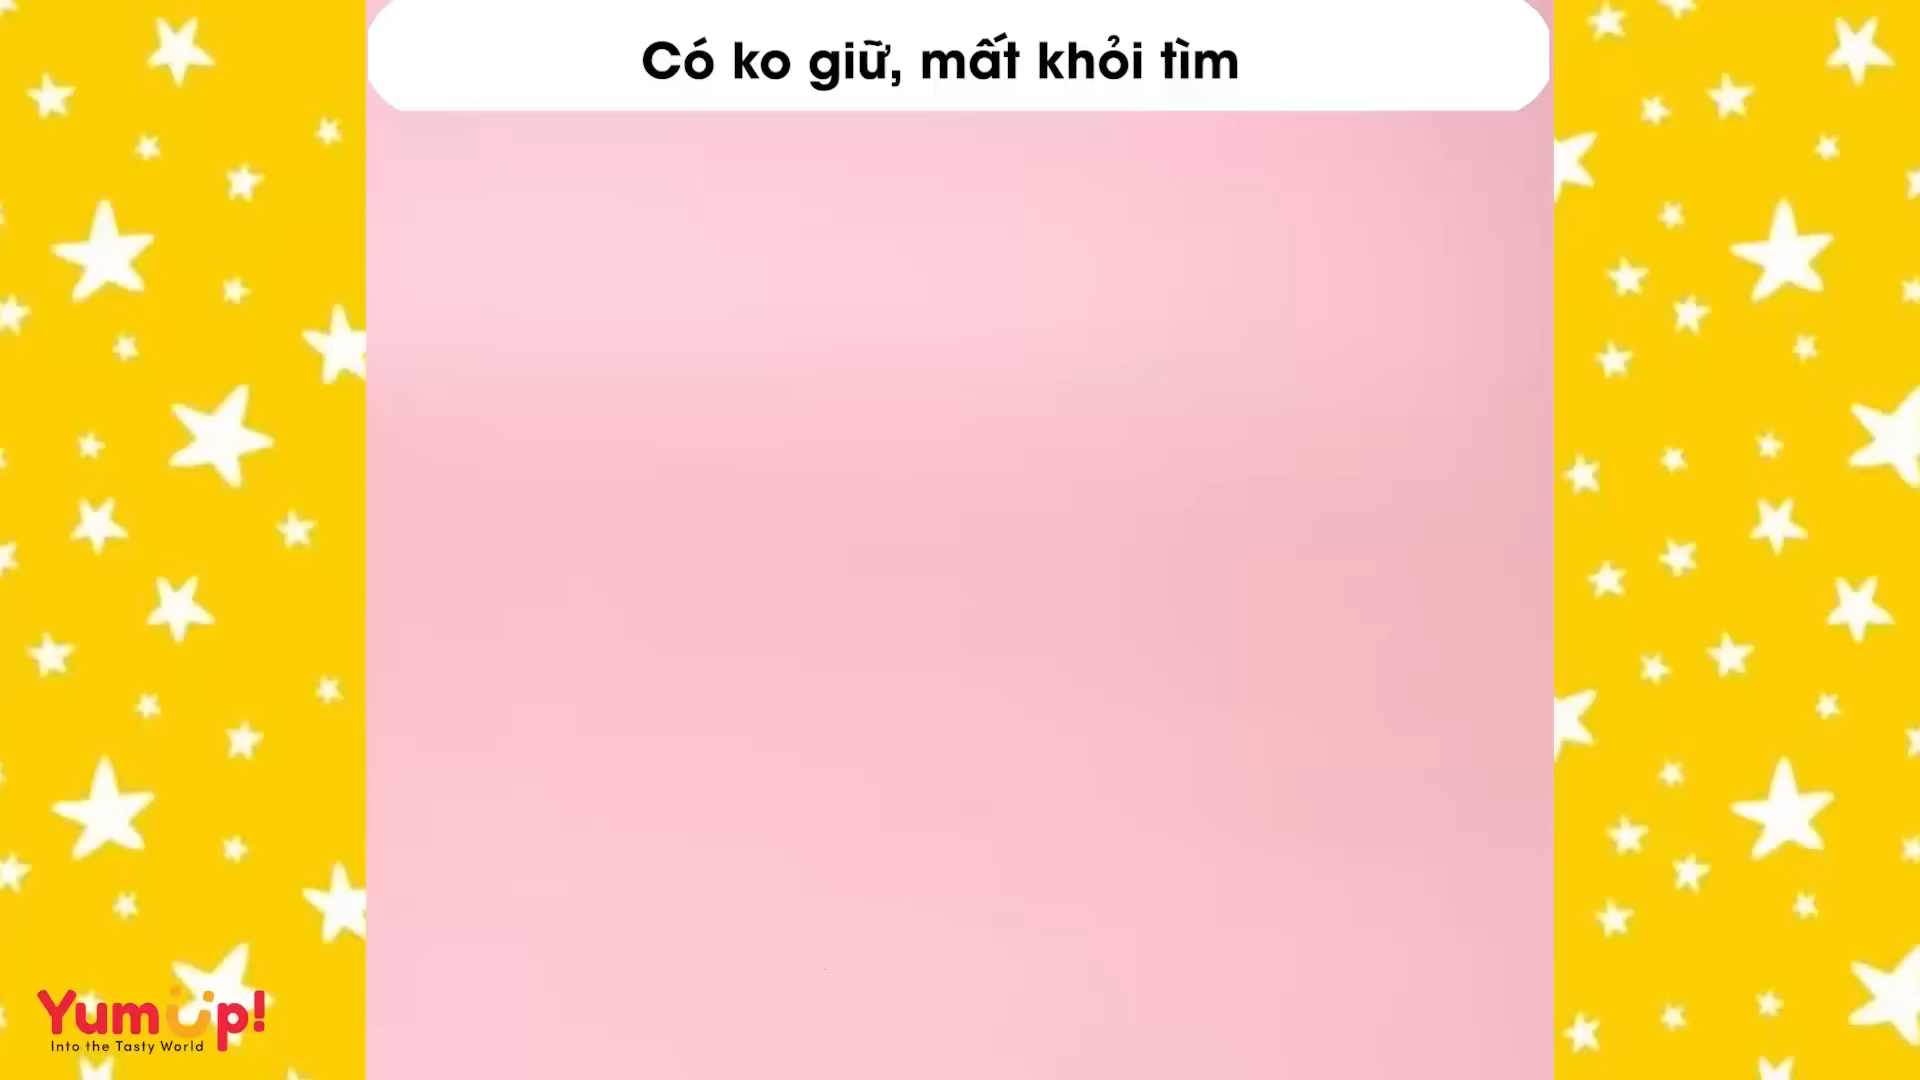 Có ko giữ, mất khỏi tìm
YumUp!
Into the Tasty World